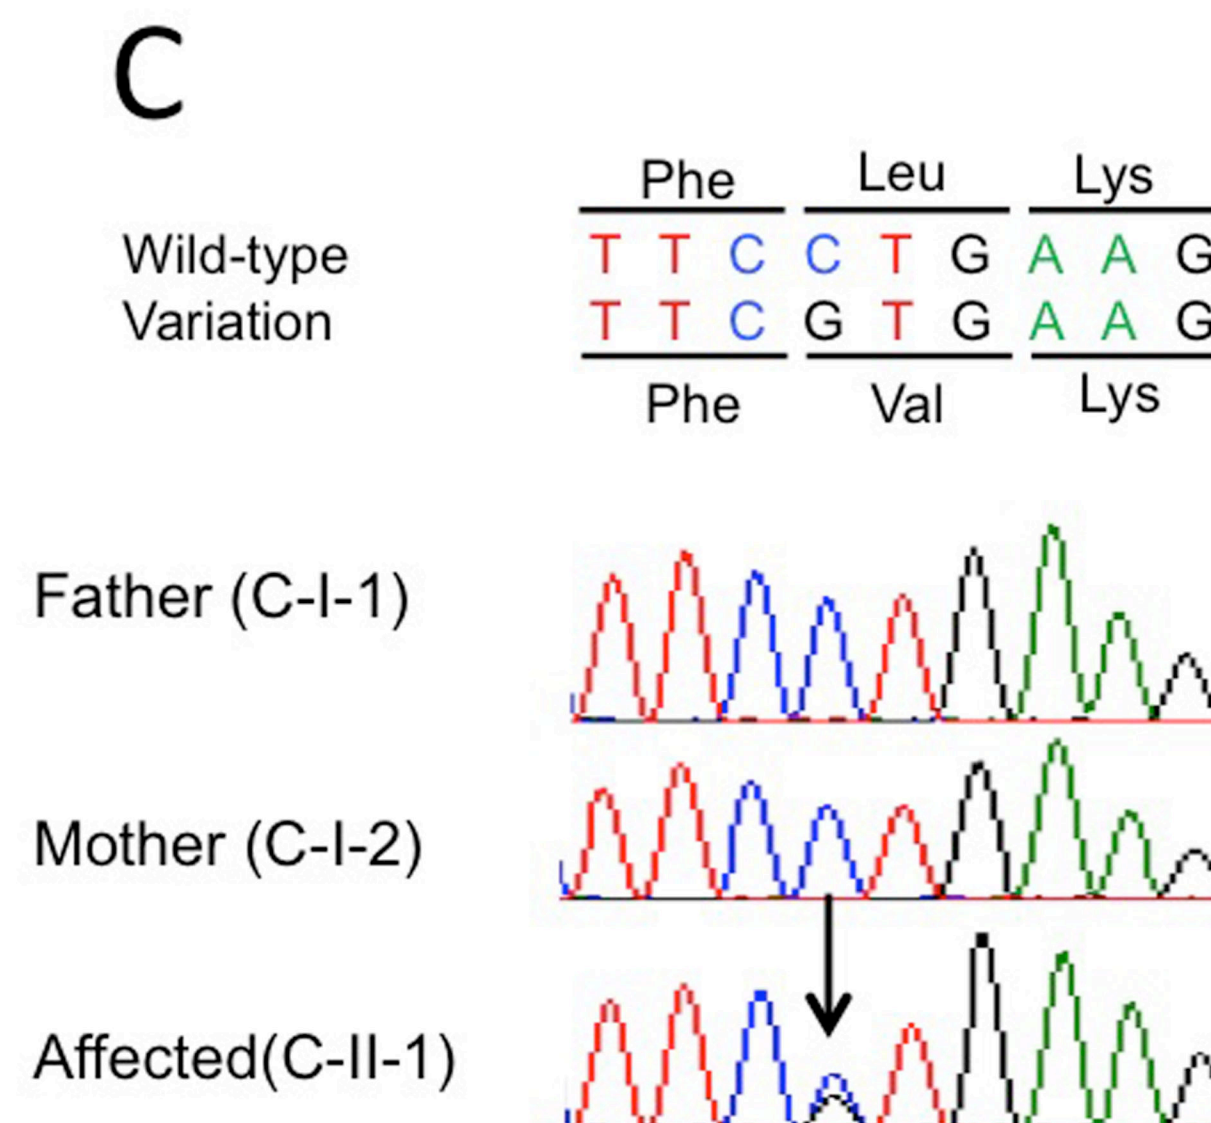 C
Phe Leu Lys
Wild-type T T C C T G A A G
Variation T T C G T G A A G
Phe Val Lys
Father (C-I-1)
Mother (C-I-2)
Affected(C-II-1)